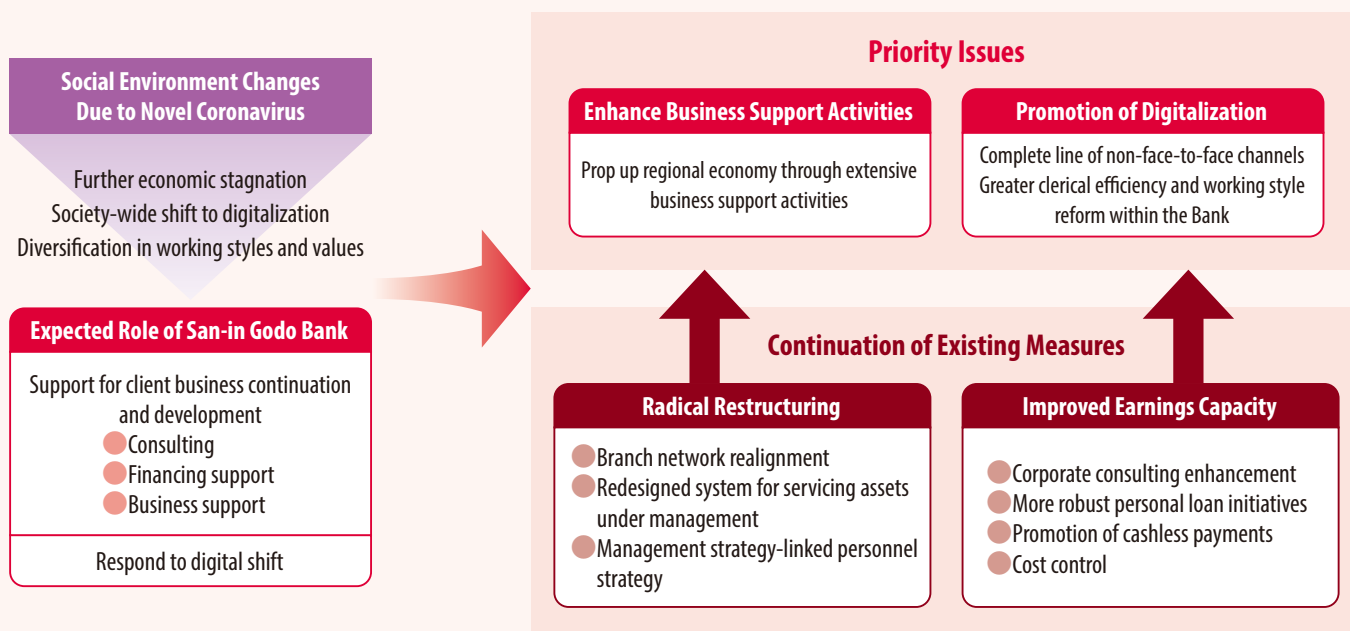 Social Environment Changes
Due to Novel Coronavirus
Further economic stagnation
Society-wide shift to digitalization
Diversification in working styles and values
Expected Role of San-in Godo Bank
Support for client business continuation
and development
Consulting
Financing support
Business support
Respond to digital shift
Priority Issues
Enhance Business Support Activities
Prop up regional economy through extensive
business support activities
Promotion of Digitalization
Complete line of non-face-to-face channels
Greater clerical efficiency and working style
reform within the Bank
Continuation of Existing Measures
Radical Restructuring
Branch network realignment
Redesigned system for servicing assets
under management
Management strategy-linked personnel
strategy
Improved Earnings Capacity
Corporate consulting enhancement
More robust personal loan initiatives
Promotion of cashless payments
Cost control